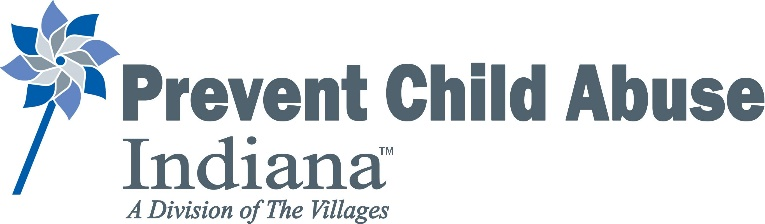 Prevent Child Abuse
Indiana™
A Division of The Villages